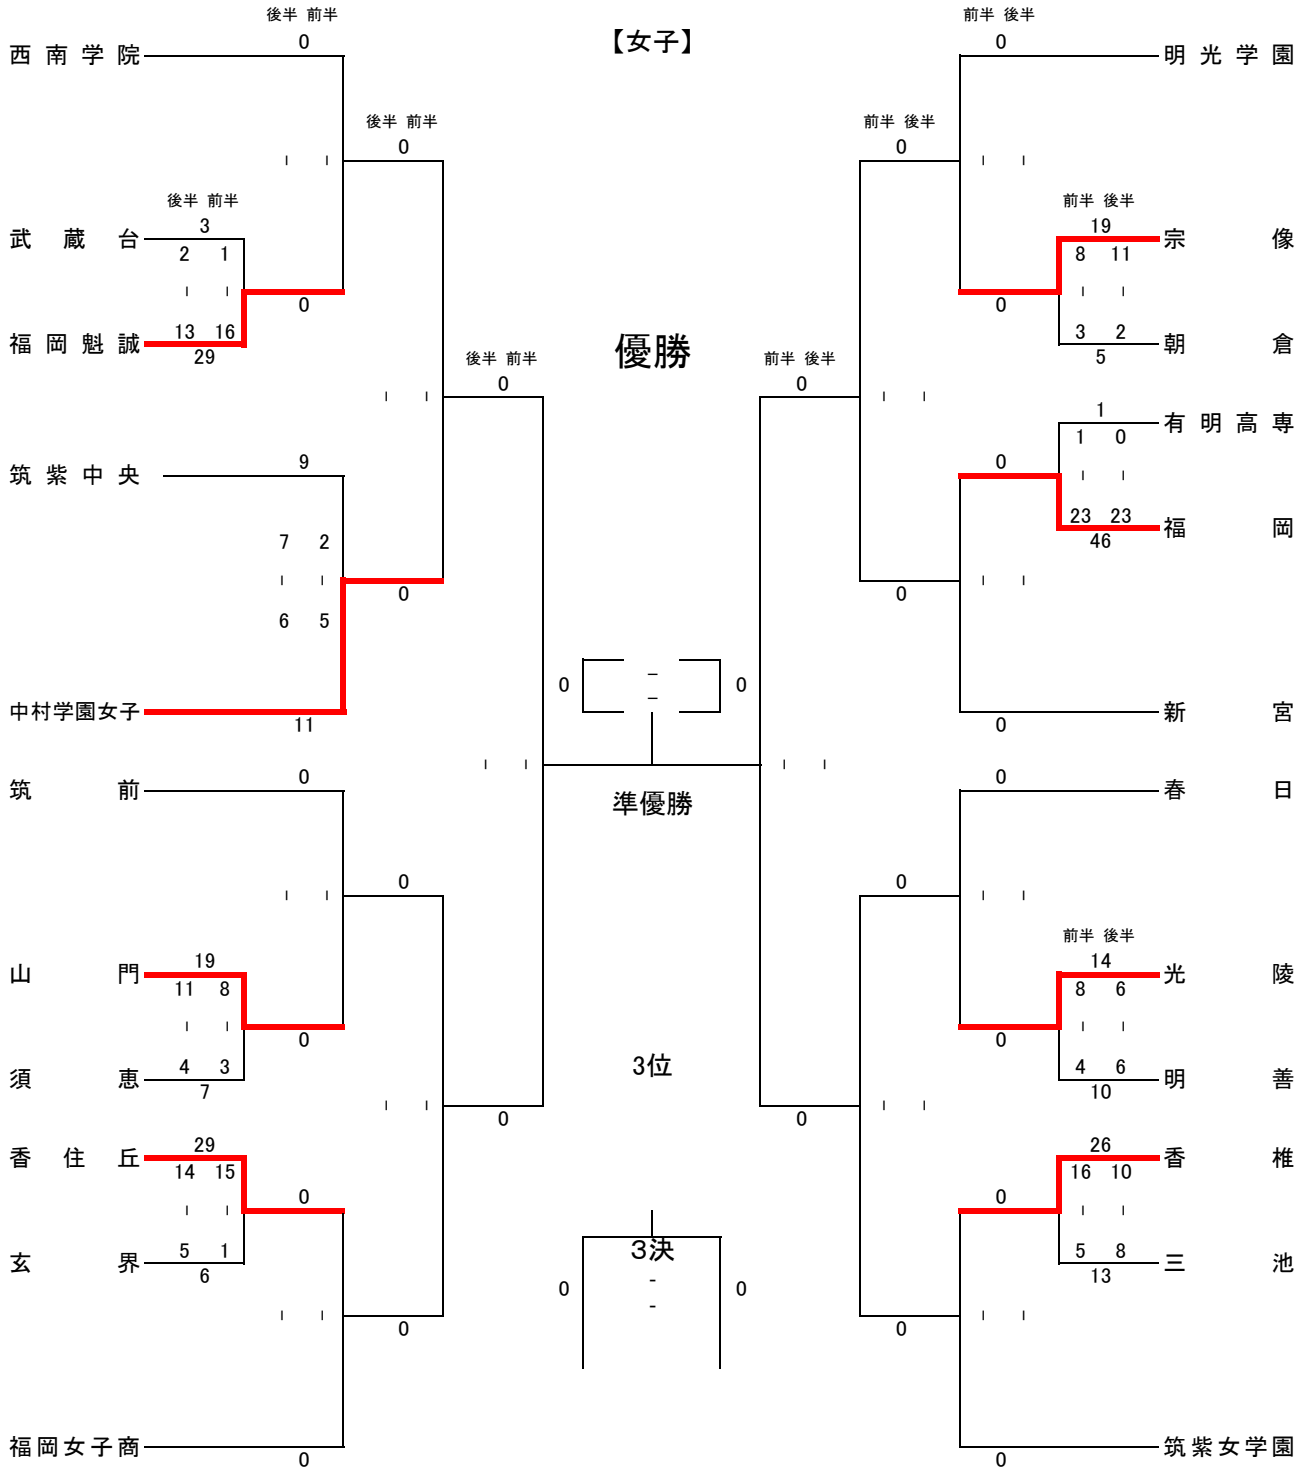 後半 前半
前半 後半
0
【女子】
0
西南学院
明光学園
後半 前半
前半 後半
0
0
後半 前半
前半 後半
3
19
武蔵台
宗像
2 1
8 11
0
0
13 16
3 2
福岡魁誠
優勝
朝倉
29
5
後半 前半
前半 後半
0
0
1
有明高専
1 0
9
0
筑紫中央
23 23
福岡
7 2
46
0
0
6 5
0
- 
-
0
中村学園女子
新宮
11
0
0
0
筑前
準優勝
春日
0
0
前半 後半
19
14
山門
光陵
11 8
8 6
0
0
4 3
3位
4 6
須恵
明善
7
10
0
0
29
26
香住丘
香椎
14 15
16 10
0
0
5 1
3決
5 8
玄界
三池
6
13
0
-
-
0
0
0
福岡女子商
筑紫女学園
0
0